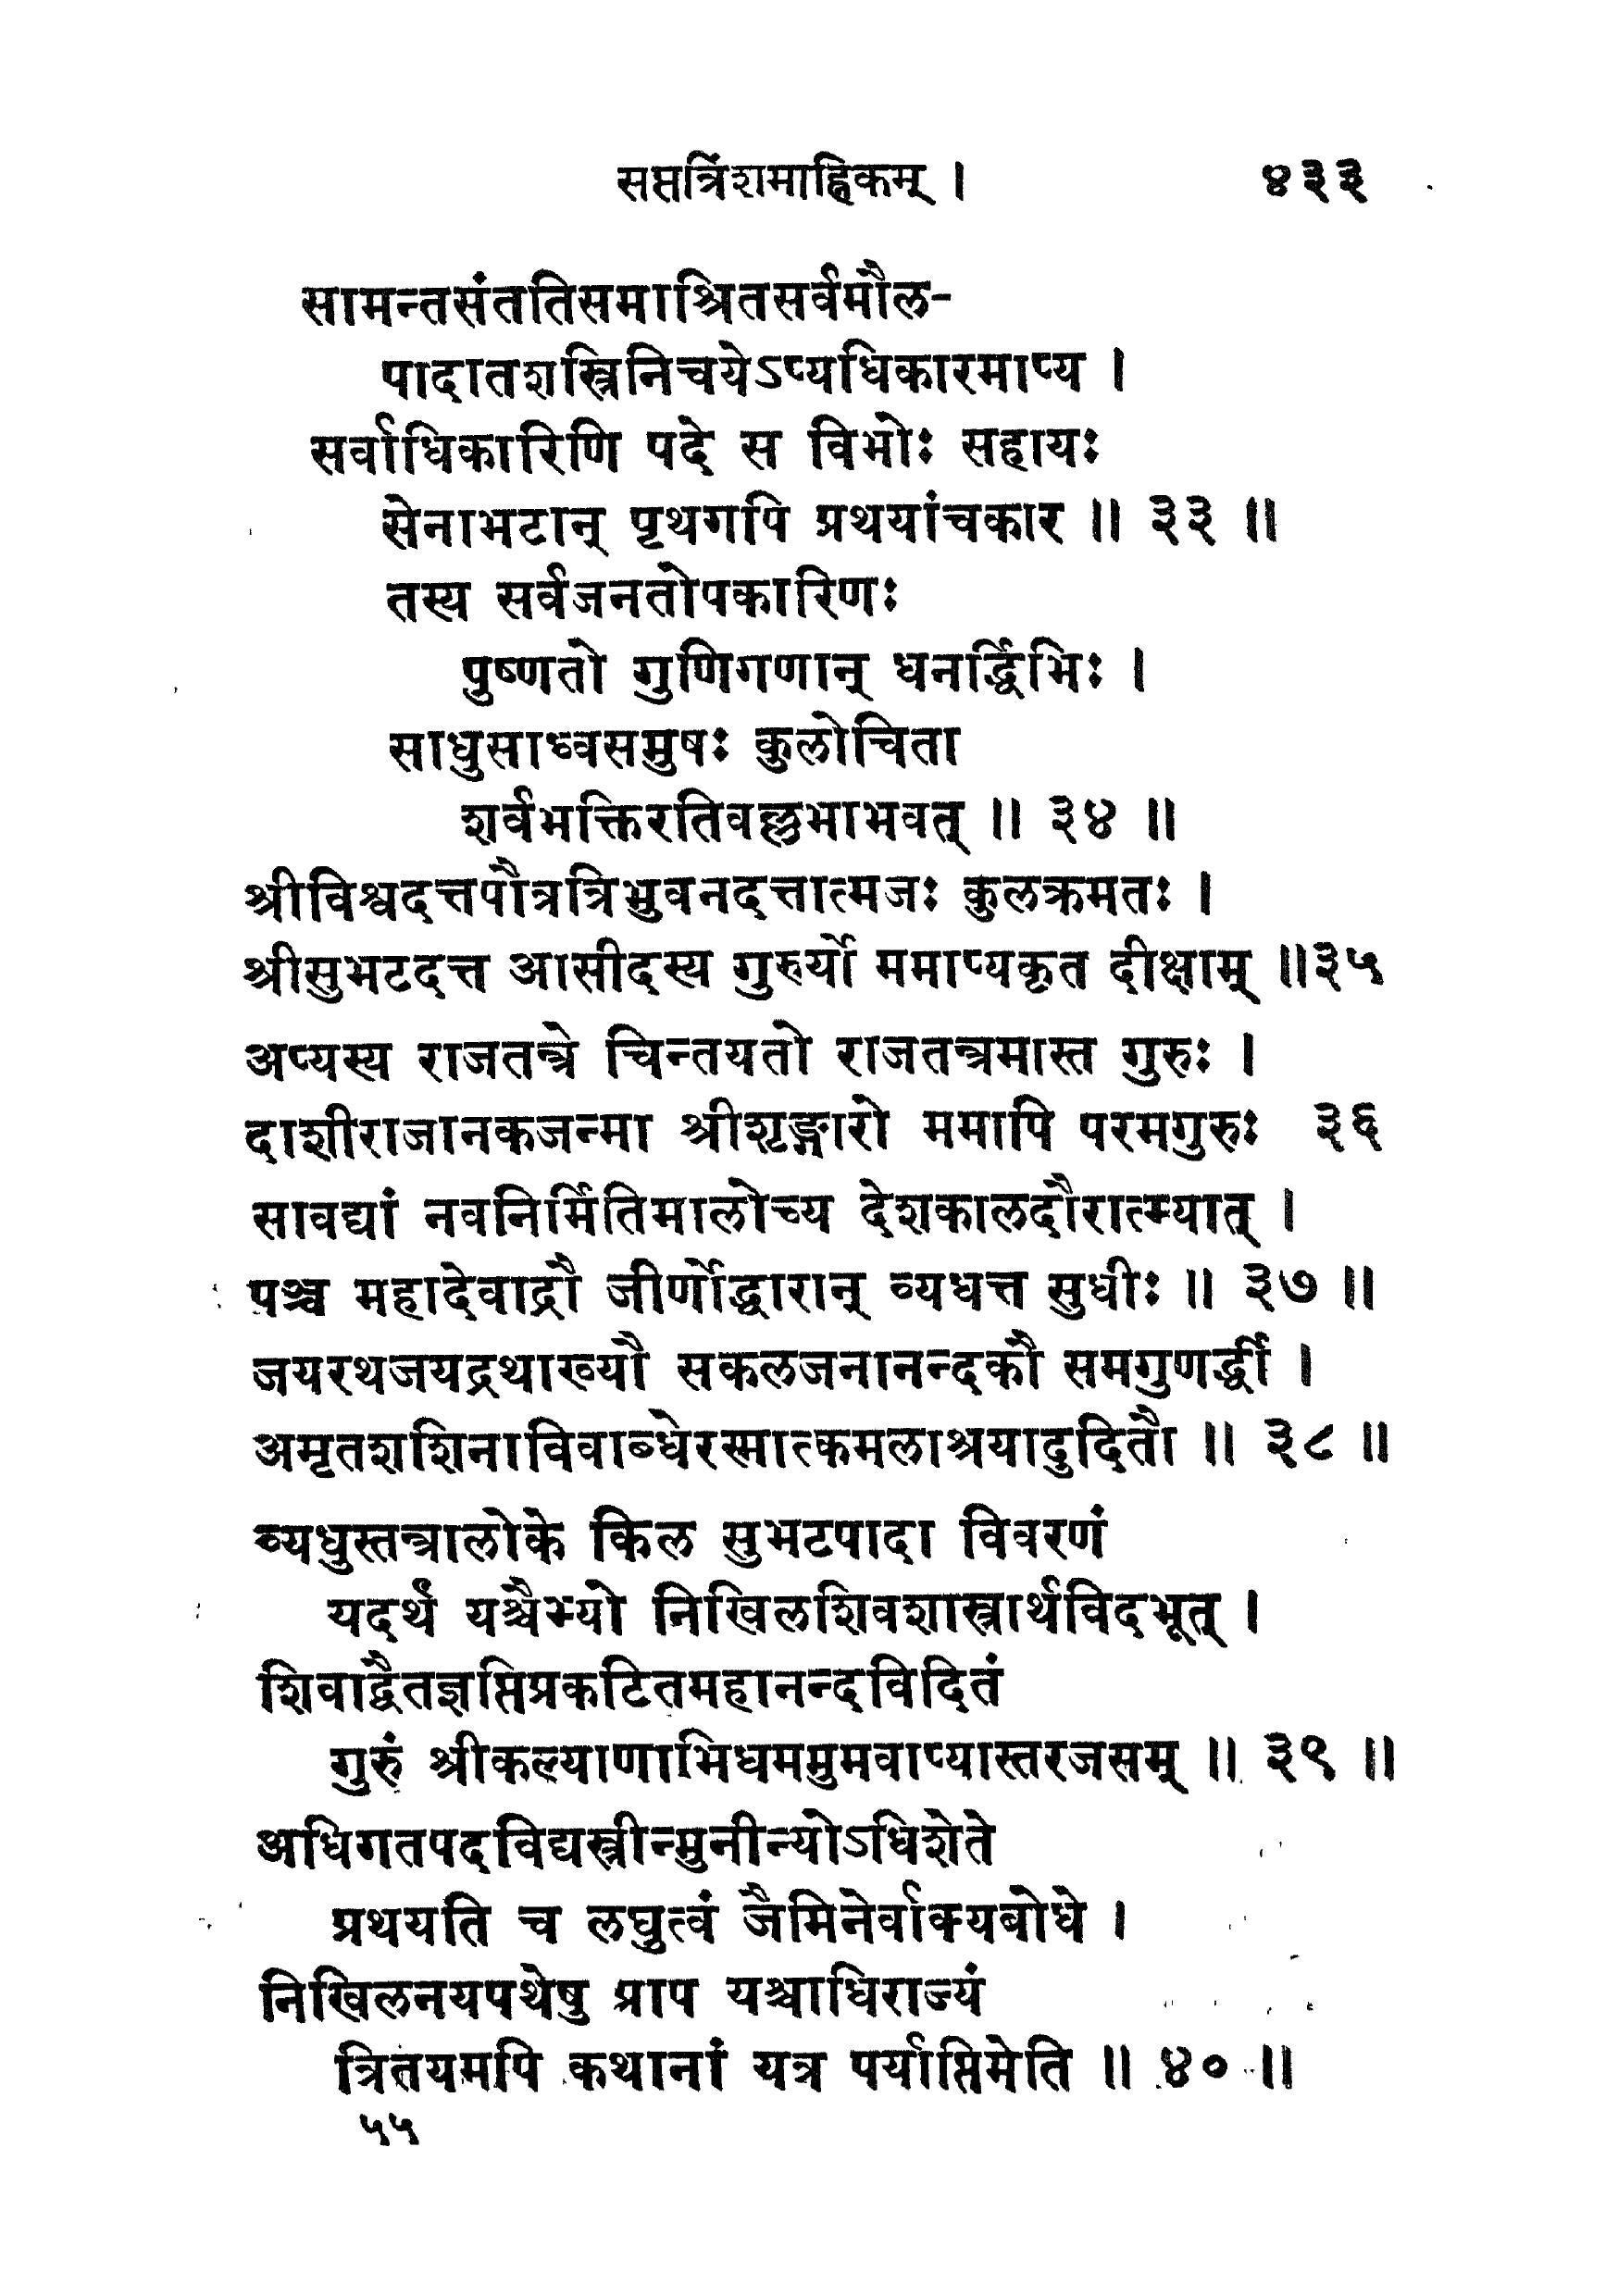 सप्तत्रिंशमाह्निकम् । ४३३
सामन्तसंततिसमाश्रितसर्वमौल-
पादातशस्त्रिनिचयेऽप्यधिकारमाप्य ।
सर्वाधिकारिणि पदे स विभोः सहायः
सेनाभटान् पृथगपि प्रथयांचकार ॥ ३३ ॥
तस्य सर्वजनतोपकारिणः
पुष्णतो गुणिगणान् धनर्द्धिभिः ।
साधुसाध्वसमुषः कुलोचिता
शर्वभक्तिरतिवल्लभाभवत् ॥ ३४ ॥
श्रीविश्वदत्तपौत्रत्रिभुवनदत्तात्मजः कुलक्रमतः ।
श्रीसुभटदत्त आसीदस्य गुरुर्यो ममाप्यकृत दीक्षाम् ॥३५
अप्यस्य राजतन्त्रे चिन्तयतो राजतन्त्रमास्त गुरुः ।
दाशीराजानकजन्मा श्रीशृङ्गारो ममापि परमगुरुः ३६
सावद्यां नवनिर्मितिमालोच्य देशकालदौरात्म्यात् ।
पञ्च महादेवाद्रौ जीर्णोद्धारान् व्यधत्त सुधीः ॥ ३७ ॥
जयरथजयद्रथाख्यौ सकलजनानन्दकौ समगुणर्द्धी ।
अमृतशशिनाविवाब्धेरस्मात्कमलाश्रयादुदितौ ॥ ३८ ॥
व्यधुस्तन्त्रालोके किल सुभटपादा विवरणं
यदर्थं यश्चैभ्यो निखिलशिवशास्त्रार्थविदभूत् ।
शिवाद्वैतज्ञप्तिप्रकटितमहानन्दविदितं
गुरुं श्रीकल्याणाभिधममुमवाप्यास्तरजसम् ॥ ३९ ॥
अधिगतपदविद्यस्त्रीन्मुनीन्योऽधिशेते
प्रथयति च लघुत्वं जैमिनेर्वाक्यबोधे ।
निखिलनयपथेषु प्राप यश्चाधिराज्यं
त्रितयमपि कथानां यत्र पर्याप्तिमेति ॥ ४० ॥
५५